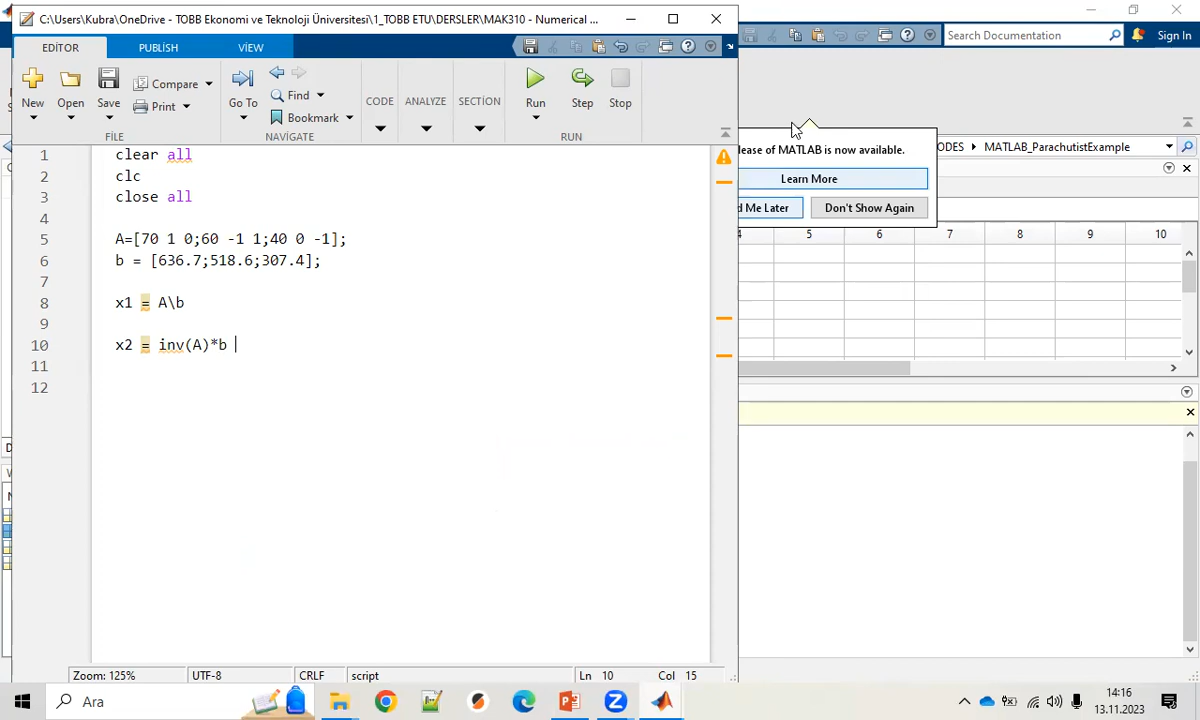 C:\Users\Kubra\OneDrive - TOBB Ekonomi ve Teknoloji Üniversitesi\1_TOBB ETU\DERSLER\MAK310 - Numerical ...
EDITOR PUBLISH VIEW
Search Documentation
Sign In
New
Open
Save
Compare
Print
FILE
Go To
Find
Bookmark
NAVIGATE
CODE
ANALYZE
SECTION
Run
Step
Stop
RUN
1 clear all
2 clc
3 close all
4
5 A=[70 1 0;60 -1 1;40 0 -1];
6 b = [636.7;518.6;307.4];
7
8 x1 = A\b
9
10 x2 = inv(A)*b
11
12
lease of MATLAB is now available.
Learn More
d Me Later
Don't Show Again
ODES MATLAB_ParachutistExample
4 5 6 7 8 9 10
Zoom: 125% UTF-8 CRLF script Ln 10 Col 15
Ara
14:16
13.11.2023